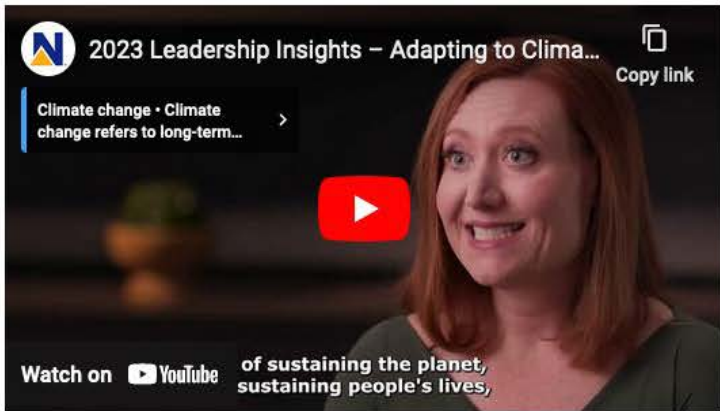 2023 Leadership Insights – Adapting to Clima...
Copy link
Climate change • Climate
change refers to long-term...
Watch on YouTube
of sustaining the planet,
sustaining people's lives,